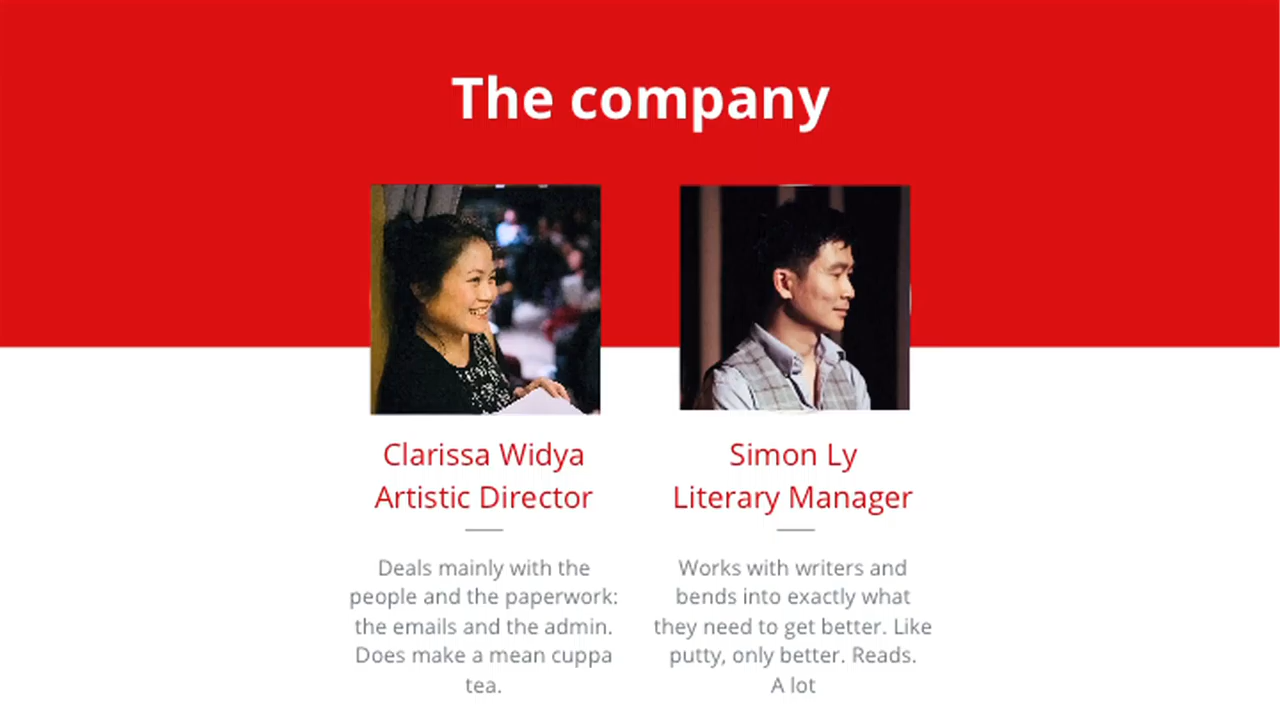 The company
Clarissa Widya
Artistic Director
Deals mainly with the
people and the paperwork:
the emails and the admin.
Does make a mean cuppa
tea.
Simon Ly
Literary Manager
Works with writers and
bends into exactly what
they need to get better. Like
putty, only better. Reads.
A lot